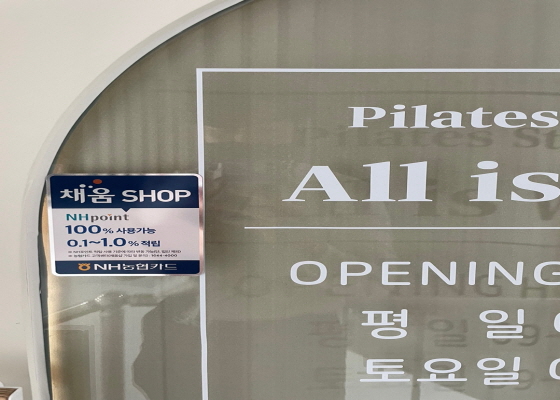 채움 SHOP
NHpoint
100% 사용가능
0.1~1.0% 적립
NH농협카드
Pilates
All is
OPENING
평 일
토요일